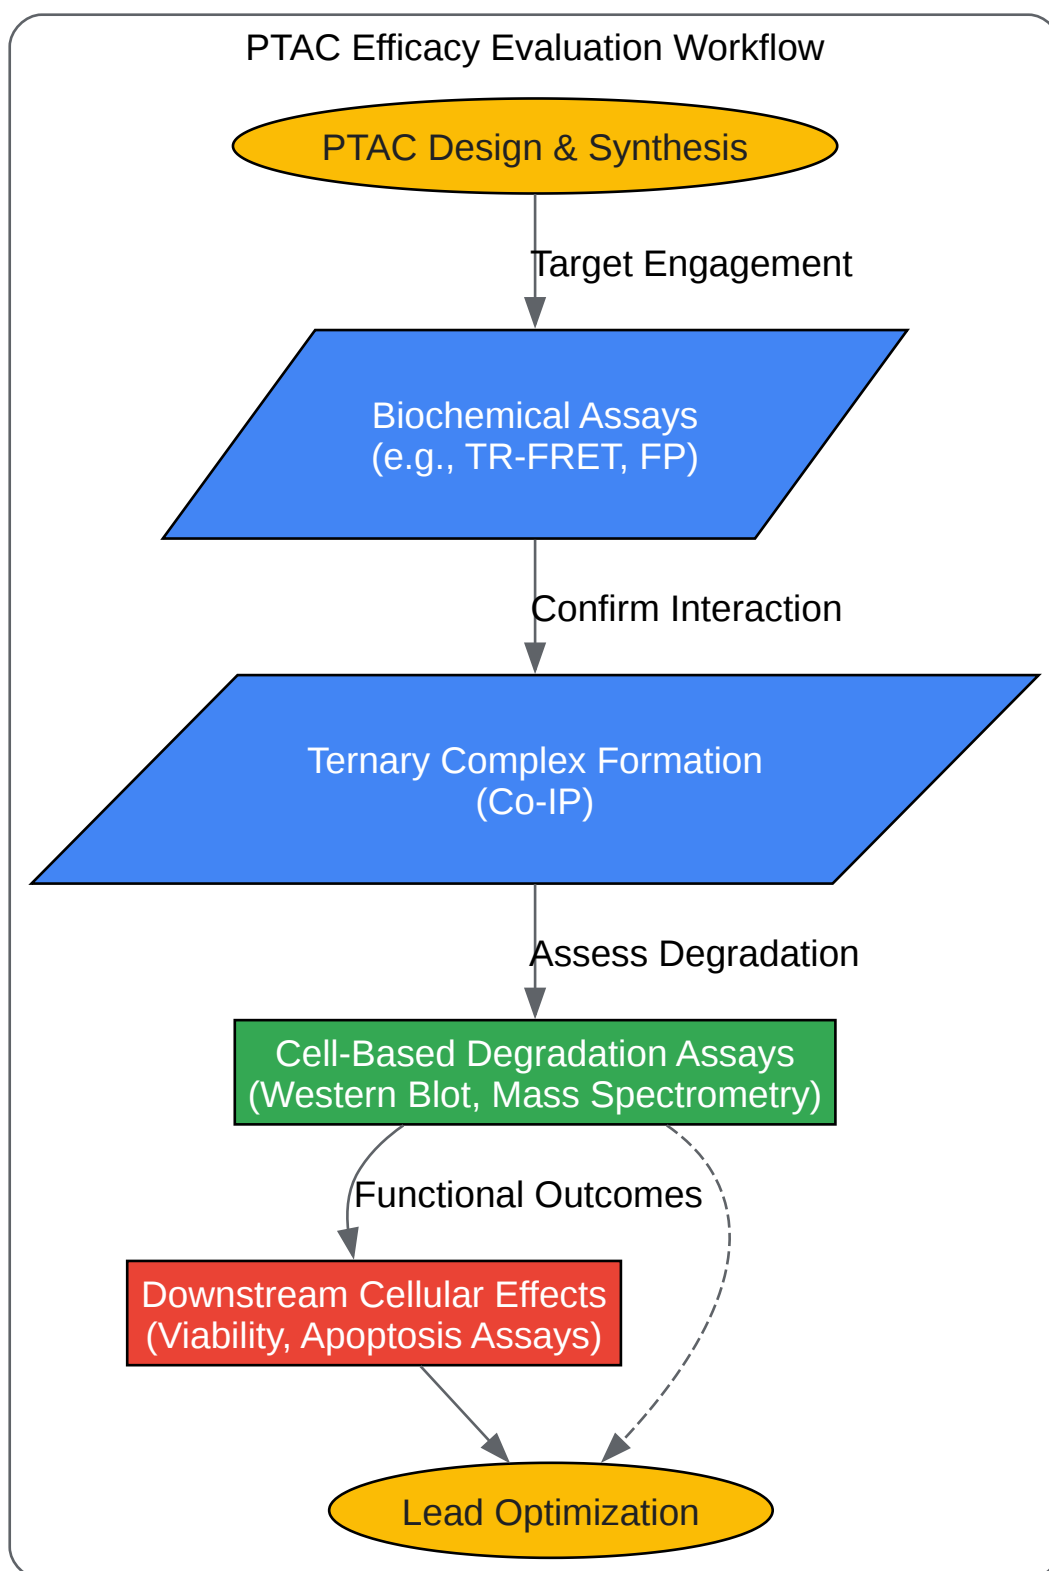 PTAC Efficacy Evaluation Workflow
PTAC Design & Synthesis
Target Engagement
Biochemical Assays
(e.g., TR-FRET, FP)
Confirm Interaction
Ternary Complex Formation
(Co-IP)
Assess Degradation
Cell-Based Degradation Assays
(Western Blot, Mass Spectrometry)
Functional Outcomes
Downstream Cellular Effects
(Viability, Apoptosis Assays)
Lead Optimization